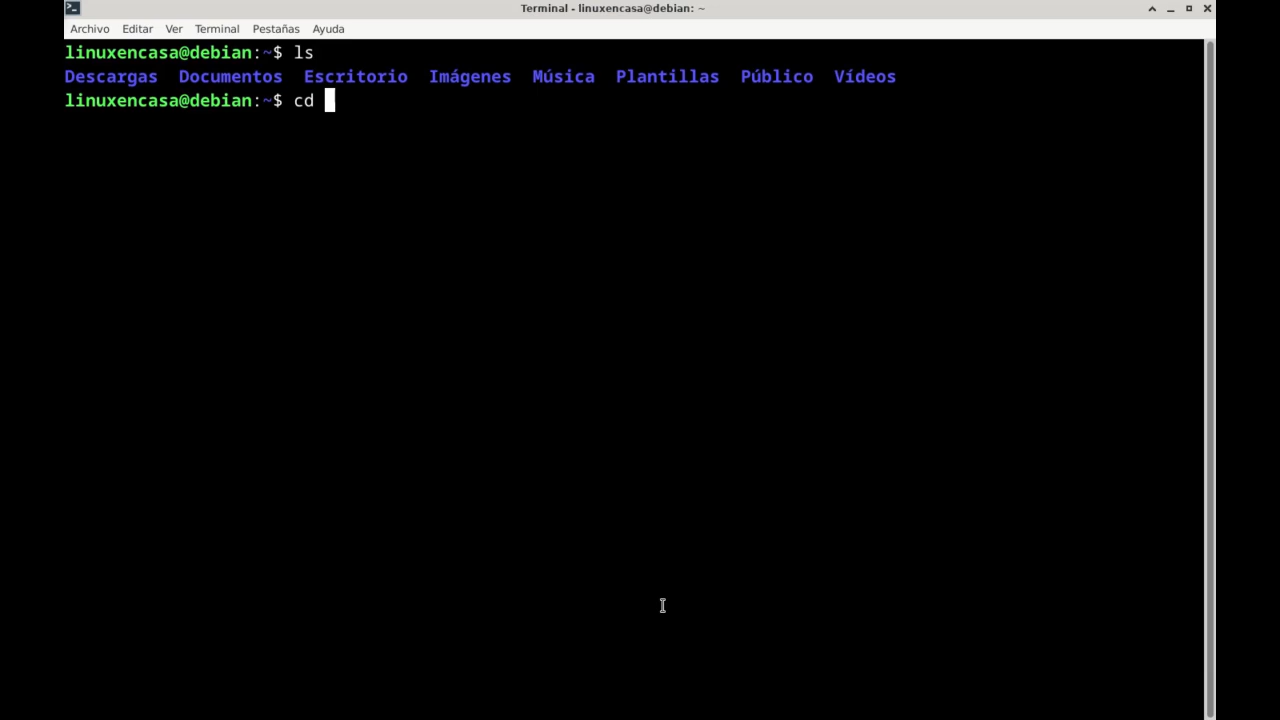 Terminal - linuxencasa@debian: ~
Archivo Editar Ver Terminal Pestañas Ayuda
linuxencasa@debian:~$ ls
Descargas Documentos Escritorio Imágenes Música Plantillas Público Vídeos
linuxencasa@debian:~$ cd